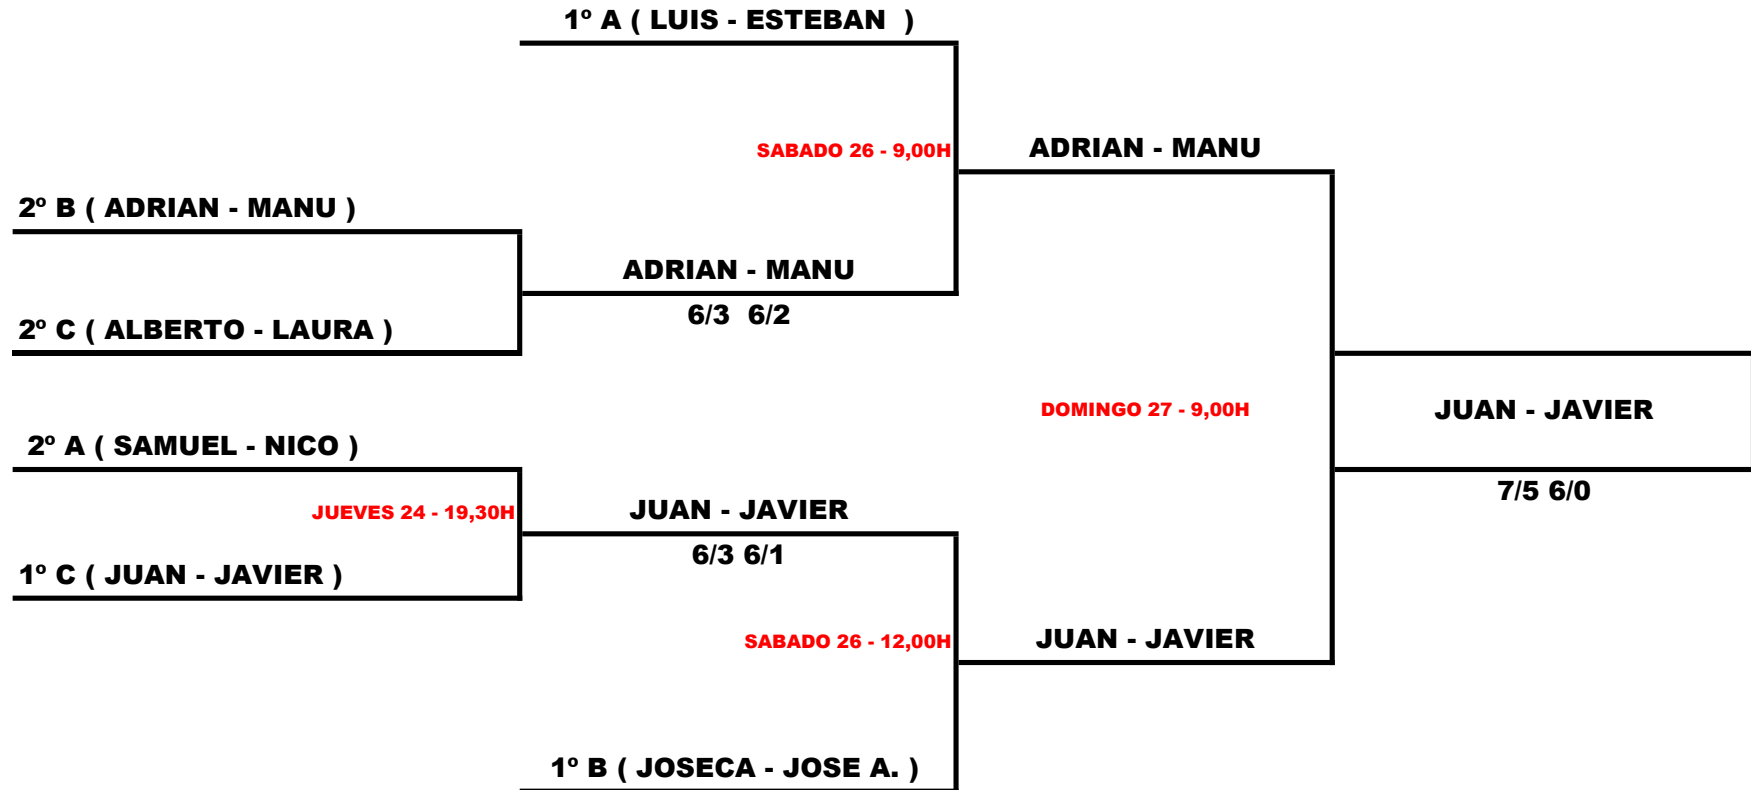 1º A ( LUIS - ESTEBAN )
SABADO 26 - 9,00H
ADRIAN - MANU
2º B ( ADRIAN - MANU )
ADRIAN - MANU
6/3 6/2
2º C ( ALBERTO - LAURA )
DOMINGO 27 - 9,00H
JUAN - JAVIER
2º A ( SAMUEL - NICO )
7/5 6/0
JUEVES 24 - 19,30H
JUAN - JAVIER
6/3 6/1
1º C ( JUAN - JAVIER )
SABADO 26 - 12,00H
JUAN - JAVIER
1º B ( JOSECA - JOSE A. )